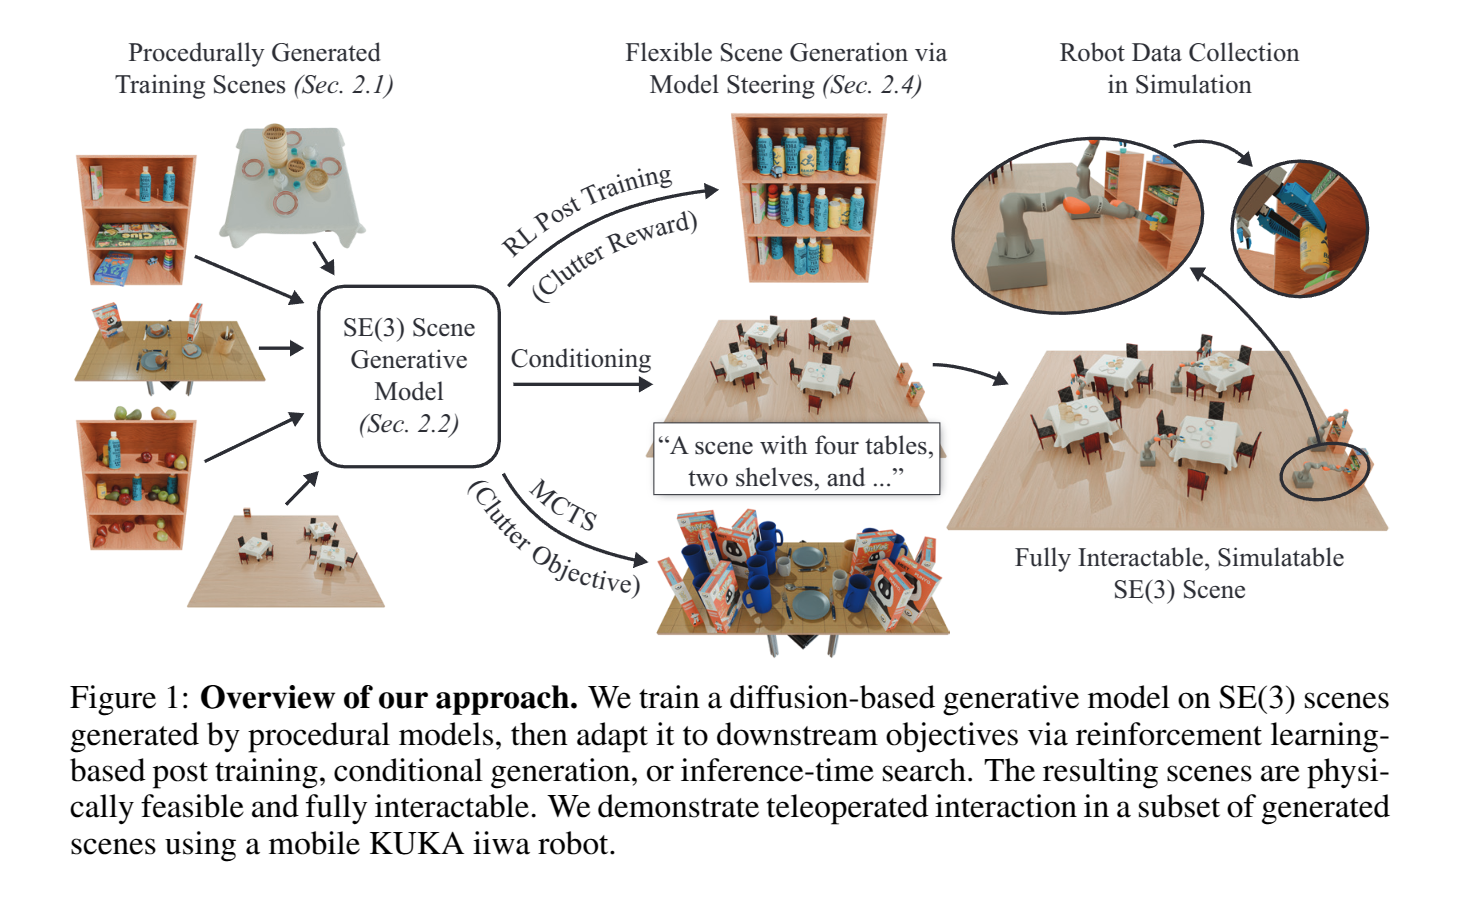 Procedurally Generated
Training Scenes (Sec. 2.1)
Flexible Scene Generation via
Model Steering (Sec. 2.4)
Robot Data Collection
in Simulation
RL Post Training
(Clutter Reward)
SE(3) Scene
Generative
Model
(Sec. 2.2)
Conditioning
“A scene with four tables,
two shelves, and ...”
MCTS
(Clutter Objective)
Fully Interactable, Simulatable
SE(3) Scene
Figure 1: Overview of our approach. We train a diffusion-based generative model on SE(3) scenes
generated by procedural models, then adapt it to downstream objectives via reinforcement learning-
based post training, conditional generation, or inference-time search. The resulting scenes are physi-
cally feasible and fully interactable. We demonstrate teleoperated interaction in a subset of generated
scenes using a mobile KUKA iiwa robot.